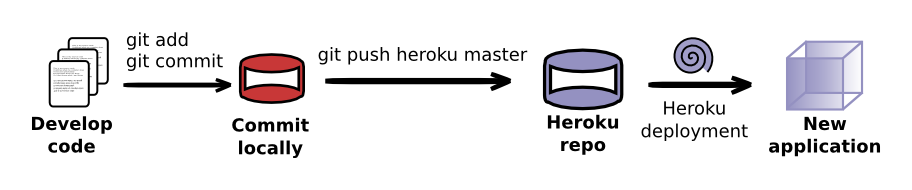 git add
git commit
git push heroku master
Develop
code
Commit
locally
Heroku
repo
Heroku
deployment
New
application